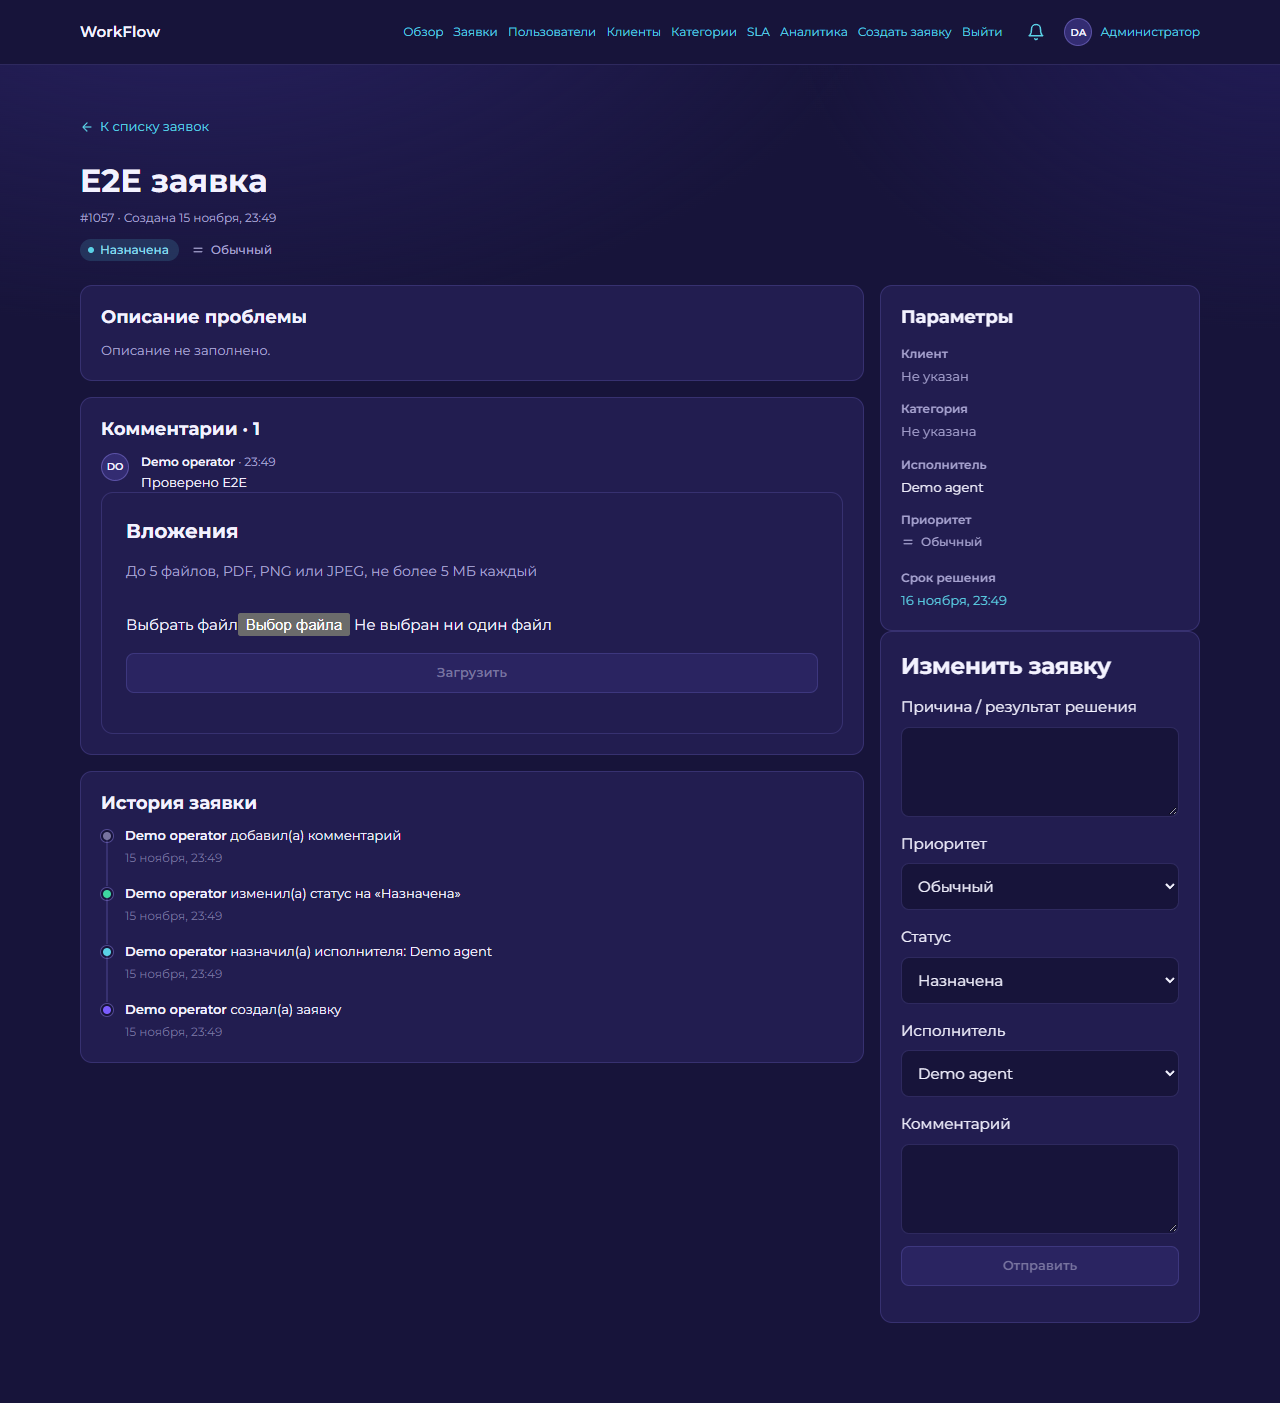 WorkFlow
Обзор Заявки Пользователи Клиенты Категории SLA Аналитика Создать заявку Выйти DA Администратор
← К списку заявок
E2E заявка
#1057 · Создана 15 ноября, 23:49
Назначена = Обычный
Описание проблемы
Описание не заполнено.
Комментарии · 1
DO Demo operator · 23:49
Проверено E2E
Вложения
До 5 файлов, PDF, PNG или JPEG, не более 5 МБ каждый
Выбрать файл Выбор файла Не выбран ни один файл
Загрузить
История заявки
Demo operator добавил(а) комментарий
15 ноября, 23:49
Demo operator изменил(а) статус на «Назначена»
15 ноября, 23:49
Demo operator назначил(а) исполнителя: Demo agent
15 ноября, 23:49
Demo operator создал(а) заявку
15 ноября, 23:49
Параметры
Клиент
Не указан
Категория
Не указана
Исполнитель
Demo agent
Приоритет
= Обычный
Срок решения
16 ноября, 23:49
Изменить заявку
Причина / результат решения
Приоритет
Обычный
Статус
Назначена
Исполнитель
Demo agent
Комментарий
Отправить